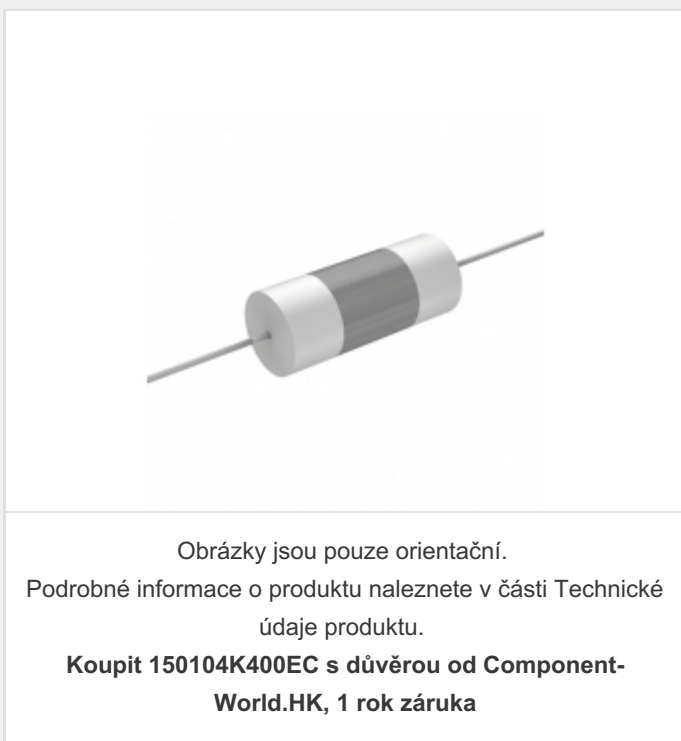 Obrázky jsou pouze orientační.
Podrobné informace o produktu naleznete v části Technické
údaje produktu.
Koupit 150104K400EC s důvěrou od Component-
World.HK, 1 rok záruka